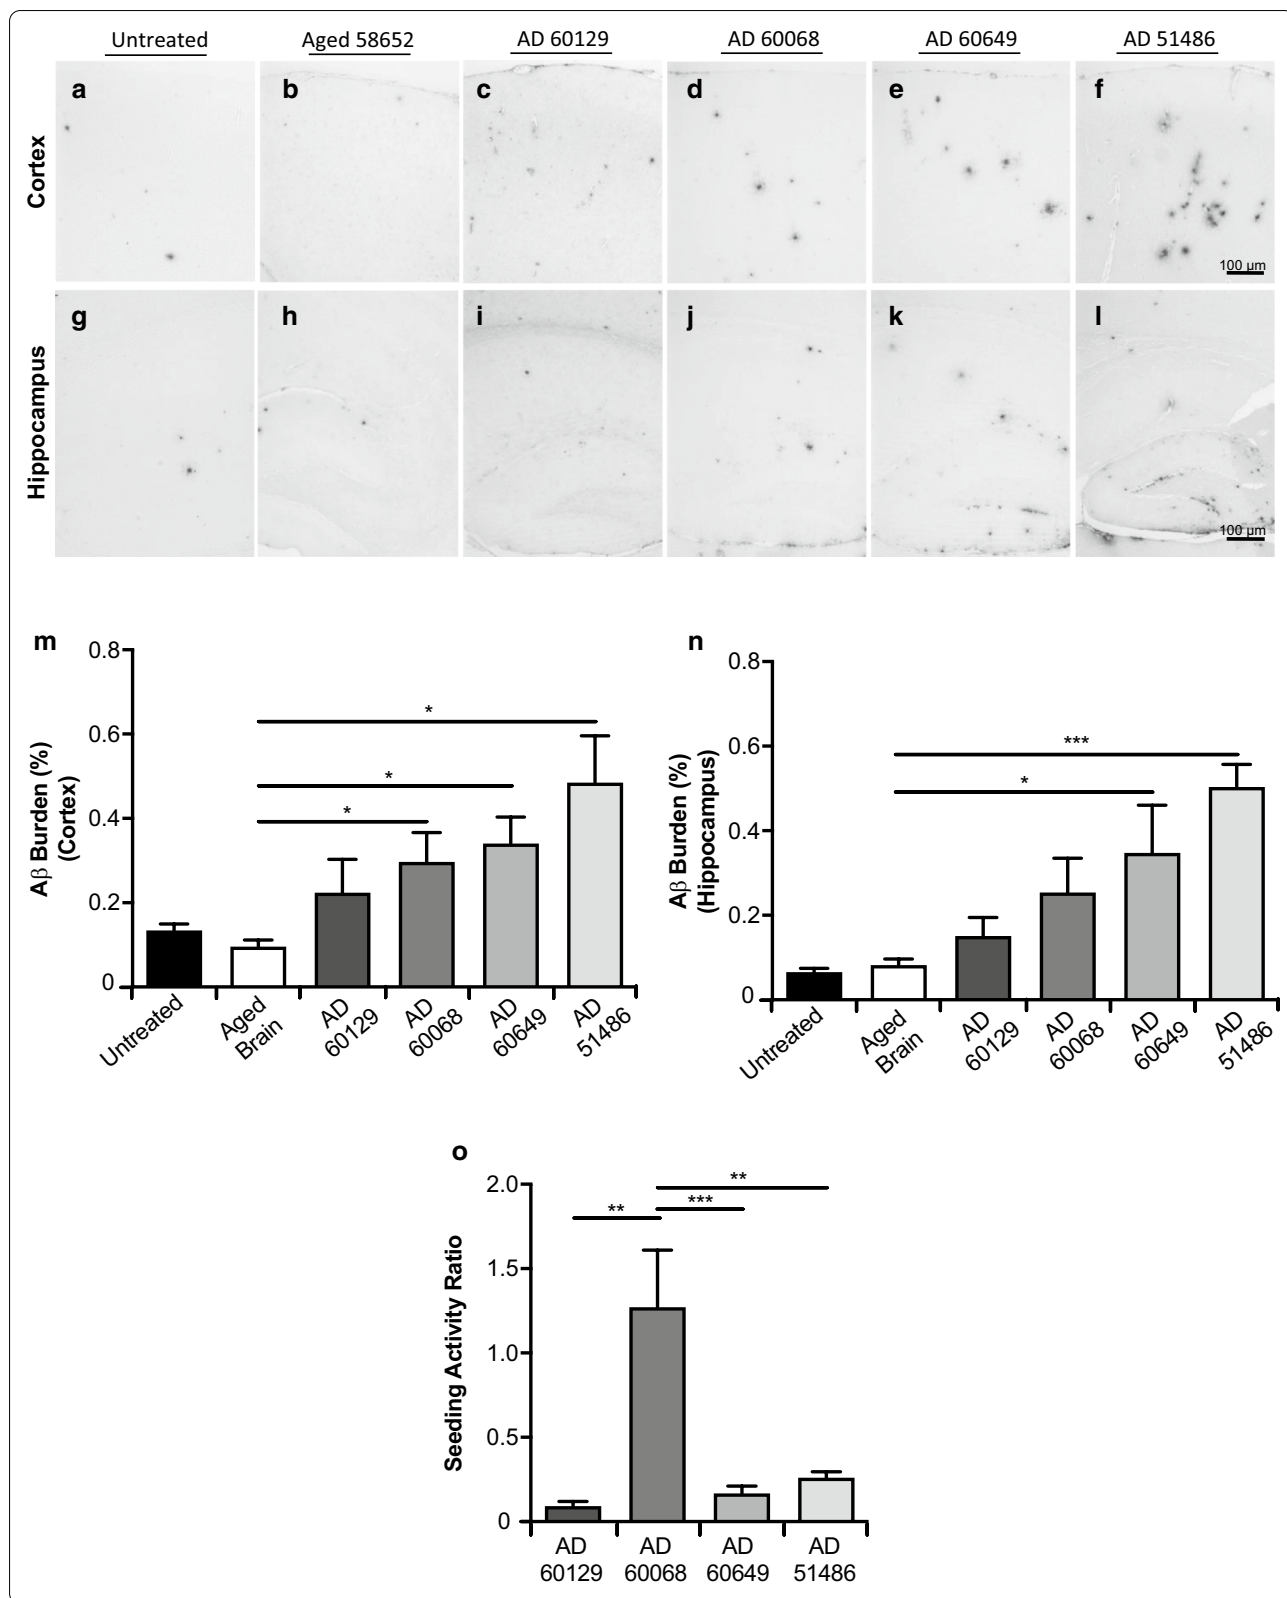 Untreated Aged 58652 AD 60129 AD 60068 AD 60649 AD 51486
Cortex
a b c d e f
100 µm
Hippocampus
g h i j k l
100 µm
m
Aβ Burden (%)
(Cortex)
0.8
0.6
0.4
0.2
0
*
*
*
Untreated
Aged
Brain
AD
60129
AD
60068
AD
60649
AD
51486
n
Aβ Burden (%)
(Hippocampus)
0.8
0.6
0.4
0.2
0
***
*
Untreated
Aged
Brain
AD
60129
AD
60068
AD
60649
AD
51486
o
Seeding Activity Ratio
2.0
1.5
1.0
0.5
0
**
***
**
AD
60129
AD
60068
AD
60649
AD
51486